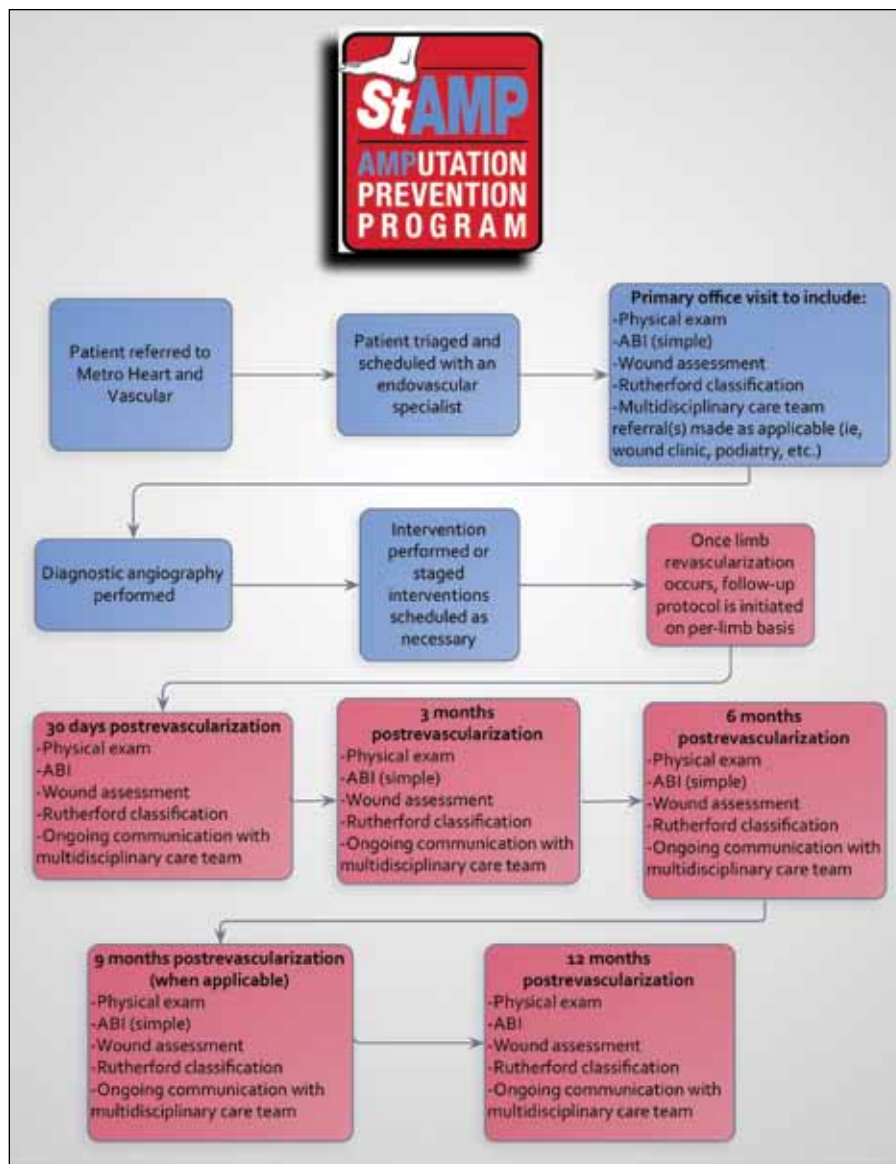 StAMP
AMPUTATION
PREVENTION
PROGRAM
Patient referred to
Metro Heart and
Vascular
Patient triaged and
scheduled with an
endovascular
specialist
Primary office visit to include:
-Physical exam
-ABI (simple)
-Wound assessment
-Rutherford classification
-Multidisciplinary care team
referral(s) made as applicable (ie,
wound clinic, podiatry, etc.)
Diagnostic angiography
performed
Intervention
performed or
staged
interventions
scheduled as
necessary
Once limb
revascularization
occurs, follow-up
protocol is initiated
on per-limb basis
30 days postrevascularization
-Physical exam
-ABI
-Wound assessment
-Rutherford classification
-Ongoing communication with
multidisciplinary care team
3 months
postrevascularization
-Physical exam
-ABI (simple)
-Wound assessment
-Rutherford classification
-Ongoing communication with
multidisciplinary care team
6 months
postrevascularization
-Physical exam
-ABI (simple)
-Wound assessment
-Rutherford classification
-Ongoing communication with
multidisciplinary care team
9 months postrevascularization
(when applicable)
-Physical exam
-ABI (simple)
-Wound assessment
-Rutherford classification
-Ongoing communication with
multidisciplinary care team
12 months
postrevascularization
-Physical exam
-ABI
-Wound assessment
-Rutherford classification
-Ongoing communication with
multidisciplinary care team